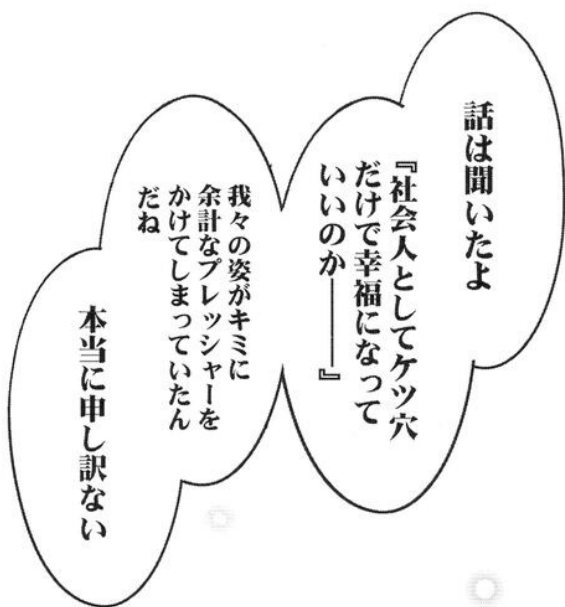 話は聞いたよ
『社会人としてケツ穴
だけで幸福になって
いいのか───』
我々の姿がキミに
余計なプレッシャーを
かけてしまっていたん
だね
本当に申し訳ない